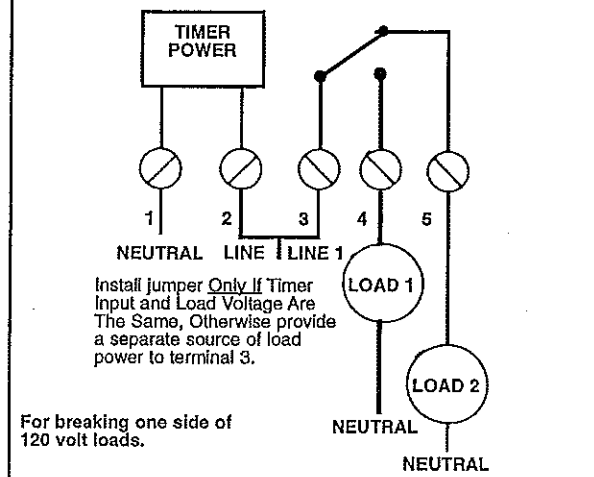 TIMER
POWER
1 2 3 4 5
NEUTRAL LINE LINE 1
LOAD 1
Install jumper Only If Timer
Input and Load Voltage Are
The Same, Otherwise provide
a separate source of load
power to terminal 3.
LOAD 2
For breaking one side of
120 volt loads.
NEUTRAL
NEUTRAL